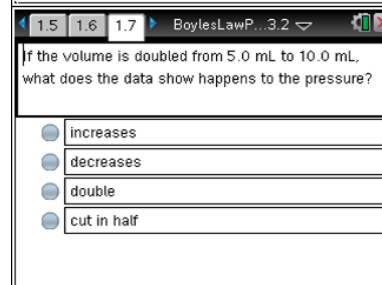 1.5 1.6 1.7 BoylesLawP...3.2
If the volume is doubled from 5.0 mL to 10.0 mL,
what does the data show happens to the pressure?
increases
decreases
double
cut in half